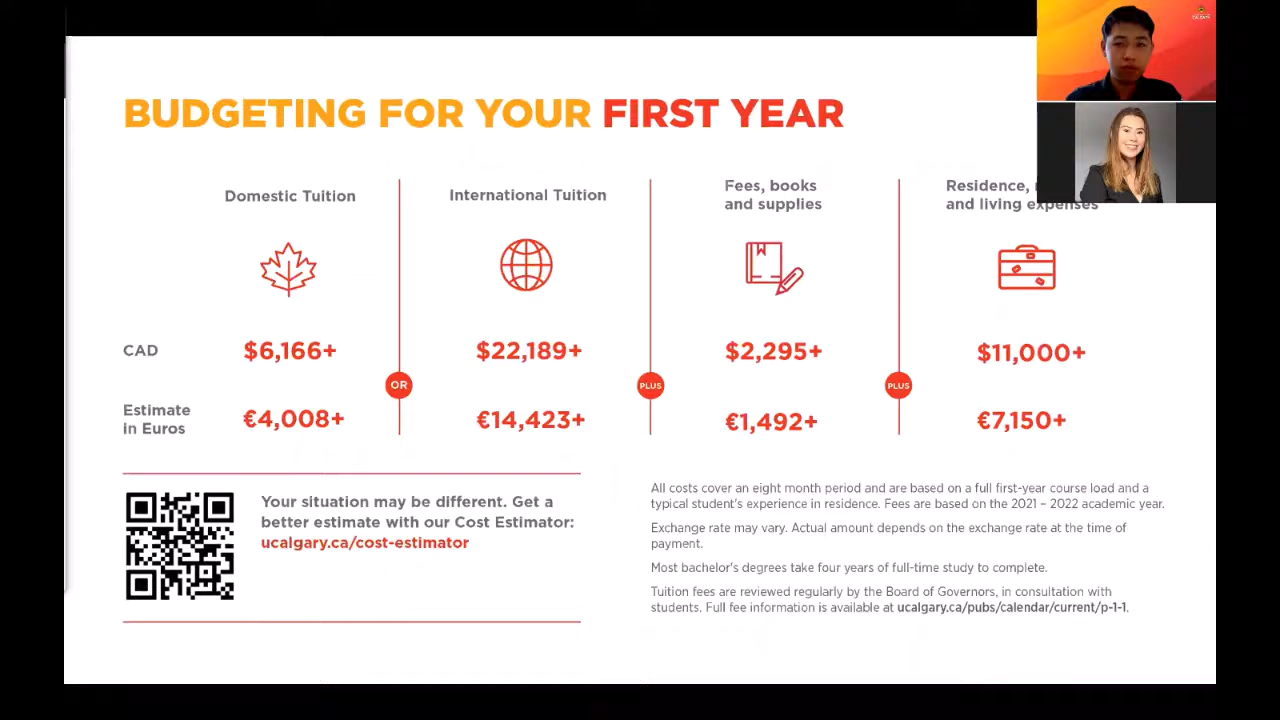 BUDGETING FOR YOUR FIRST YEAR
Domestic Tuition
International Tuition
Fees, books
and supplies
Residence,
and living expenses
CAD
$6,166+
$22,189+
$2,295+
$11,000+
OR
PLUS
PLUS
Estimate
in Euros
€4,008+
€14,423+
€1,492+
€7,150+
Your situation may be different. Get a
better estimate with our Cost Estimator:
ucalgary.ca/cost-estimator
All costs cover an eight month period and are based on a full first-year course load and a
typical student's experience in residence. Fees are based on the 2021 – 2022 academic year.
Exchange rate may vary. Actual amount depends on the exchange rate at the time of
payment.
Most bachelor's degrees take four years of full-time study to complete.
Tuition fees are reviewed regularly by the Board of Governors, in consultation with
students. Full fee information is available at ucalgary.ca/pubs/calendar/current/p-1-1.